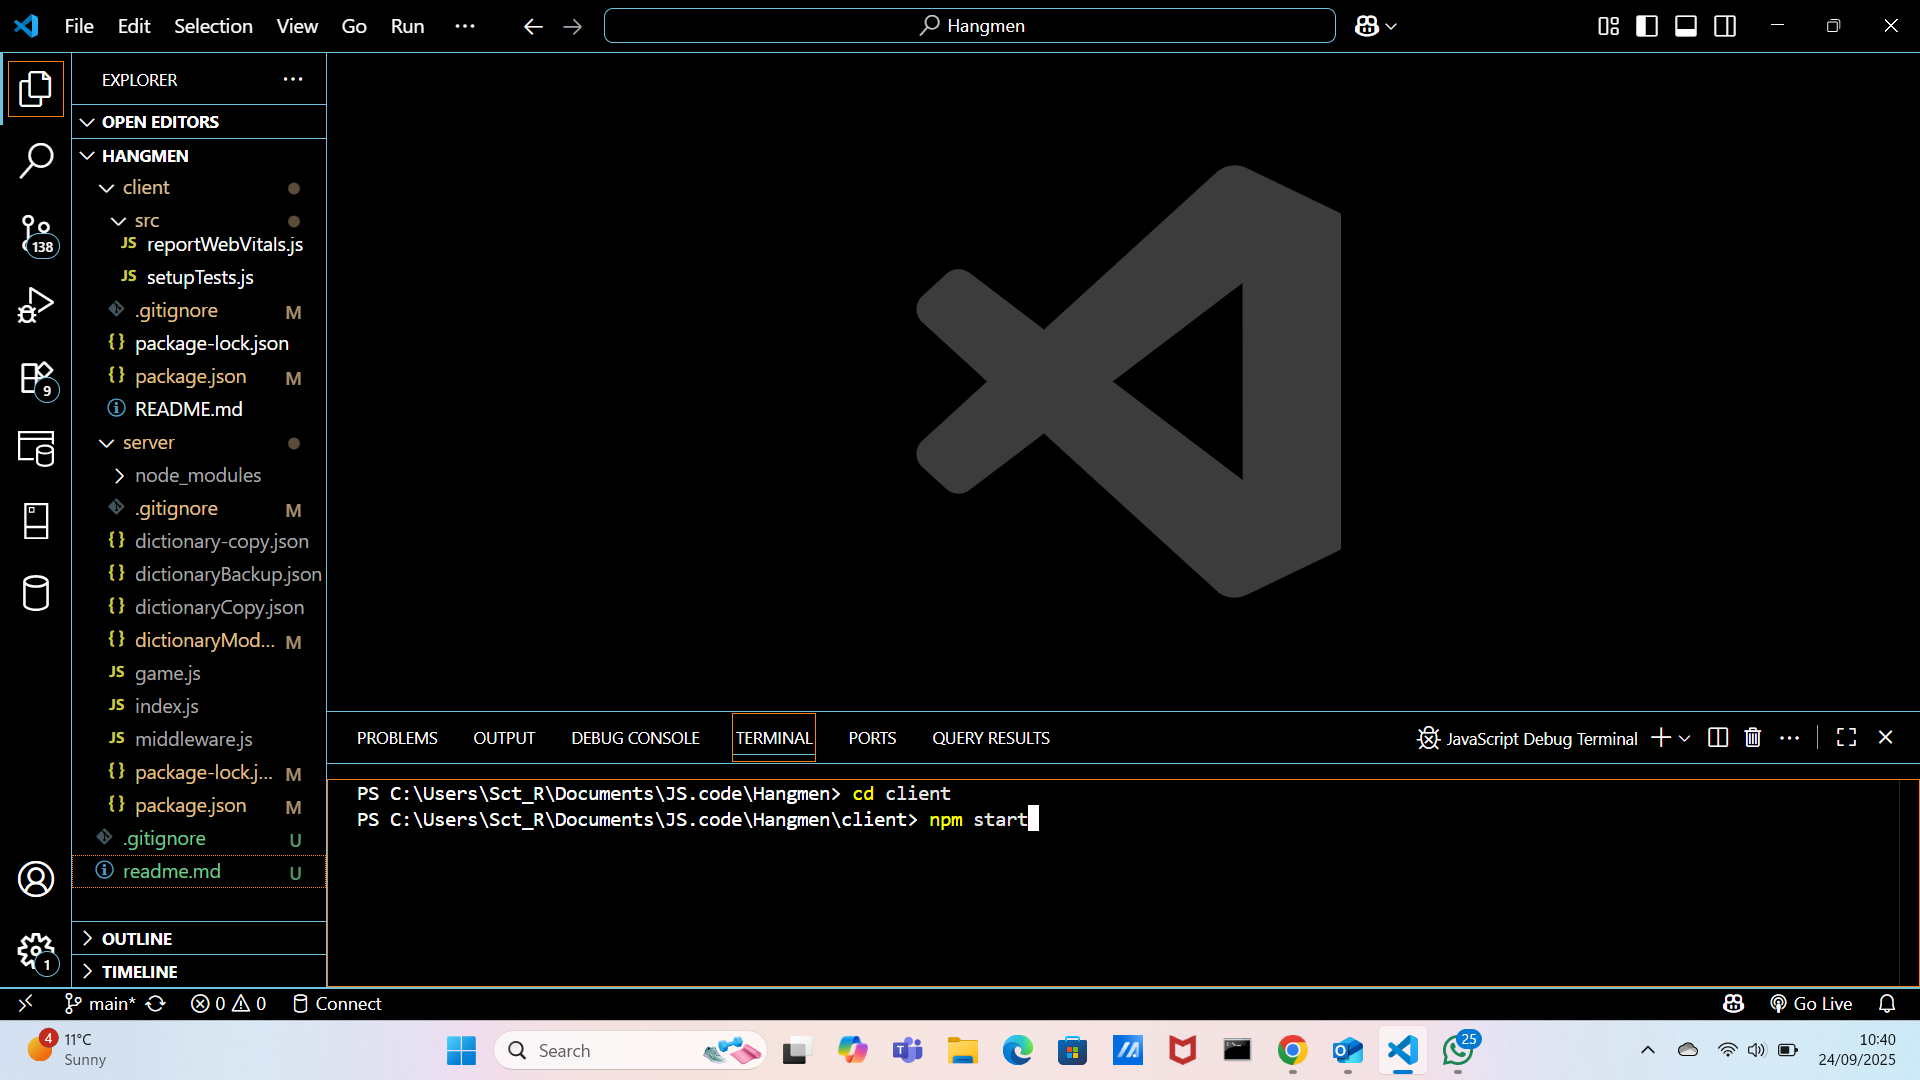 File Edit Selection View Go Run ··· Hangmen
EXPLORER ···
OPEN EDITORS
HANGMEN
client
src
JS reportWebVitals.js
JS setupTests.js
.gitignore M
{} package-lock.json
{} package.json M
README.md
server
node_modules
.gitignore M
{} dictionary-copy.json
{} dictionaryBackup.json
{} dictionaryCopy.json
{} dictionaryMod... M
JS game.js
JS index.js
JS middleware.js
{} package-lock.j... M
{} package.json M
.gitignore U
readme.md U
OUTLINE
TIMELINE
138
9
1
PROBLEMS OUTPUT DEBUG CONSOLE TERMINAL PORTS QUERY RESULTS JavaScript Debug Terminal
PS C:\Users\Sct_R\Documents\JS.code\Hangmen> cd client
PS C:\Users\Sct_R\Documents\JS.code\Hangmen\client> npm start
main* 0 0 Connect Go Live
4 11°C
Sunny
Search
25
10:40
24/09/2025